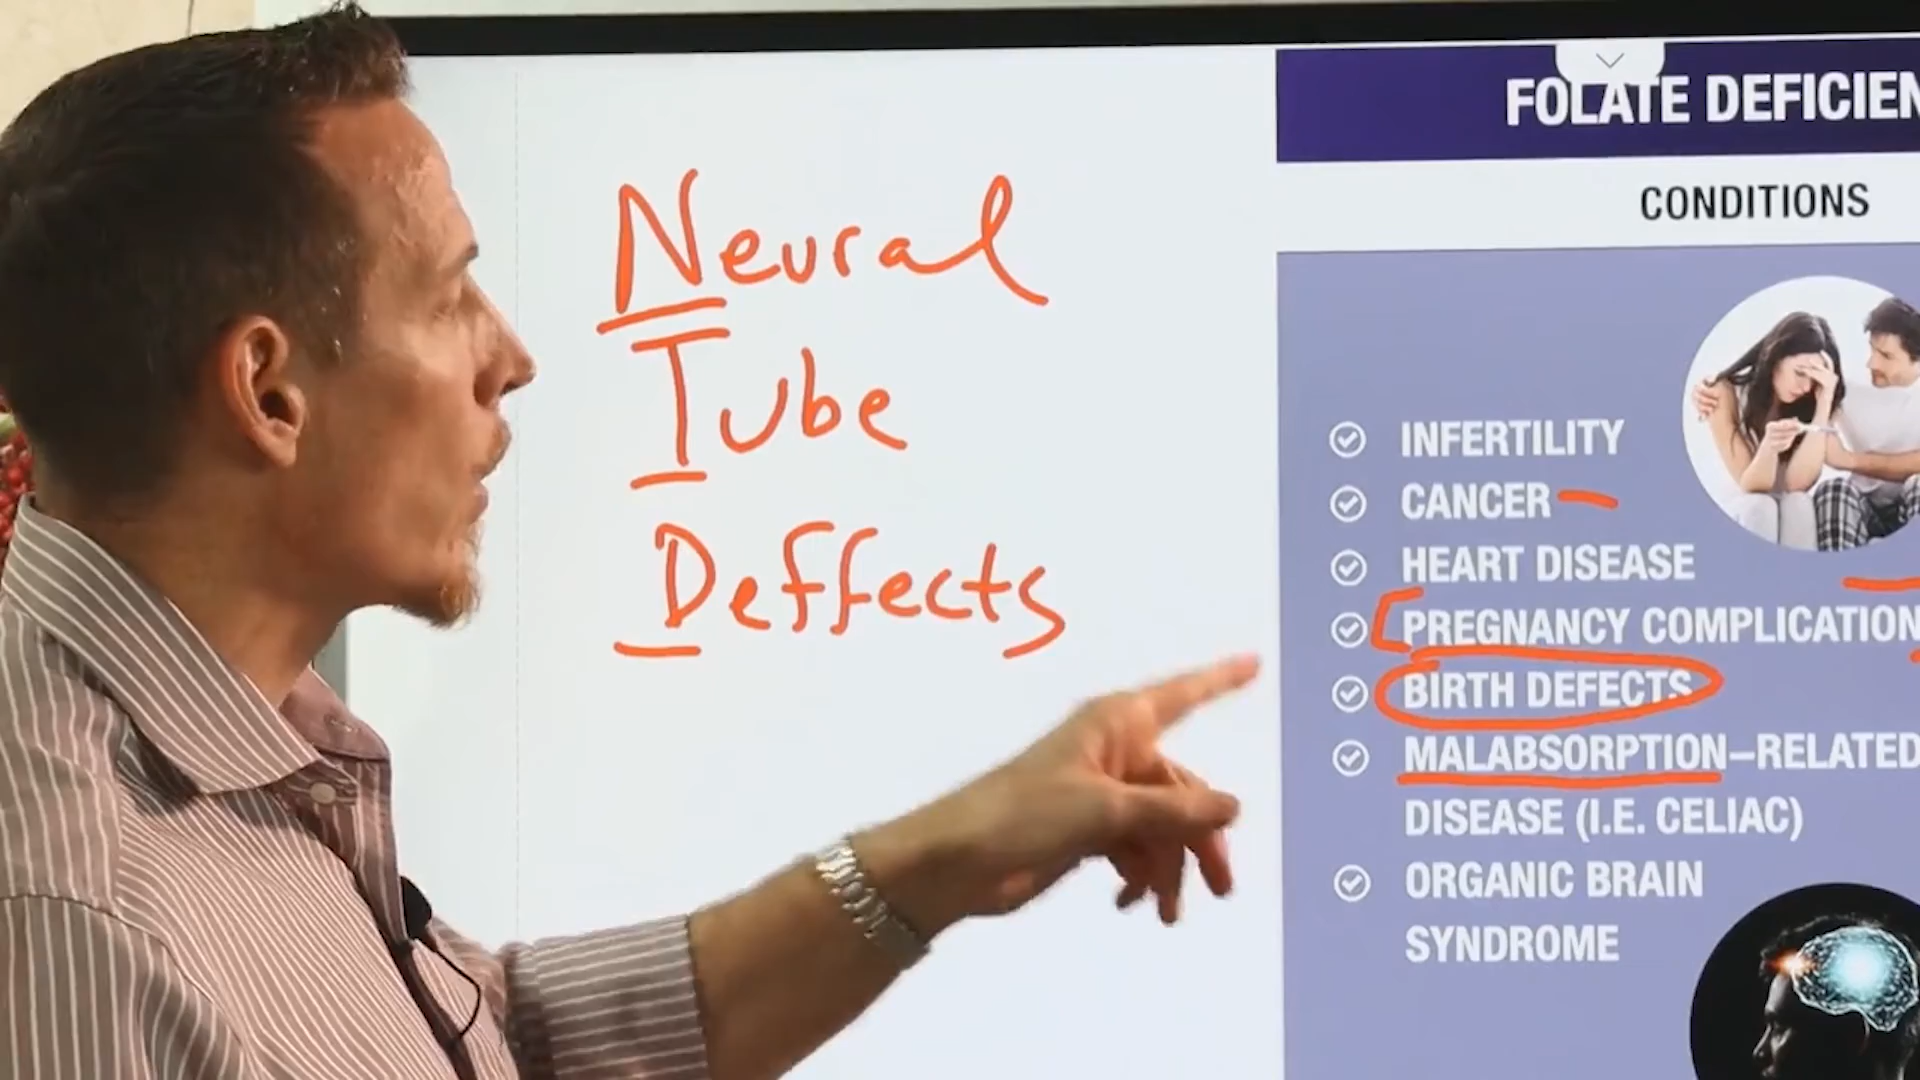 Neural
Tube
Deffects
FOLATE DEFICIEN
CONDITIONS
INFERTILITY
CANCER
HEART DISEASE
PREGNANCY COMPLICATION
BIRTH DEFECTS
MALABSORPTION–RELATED
DISEASE (I.E. CELIAC)
ORGANIC BRAIN
SYNDROME